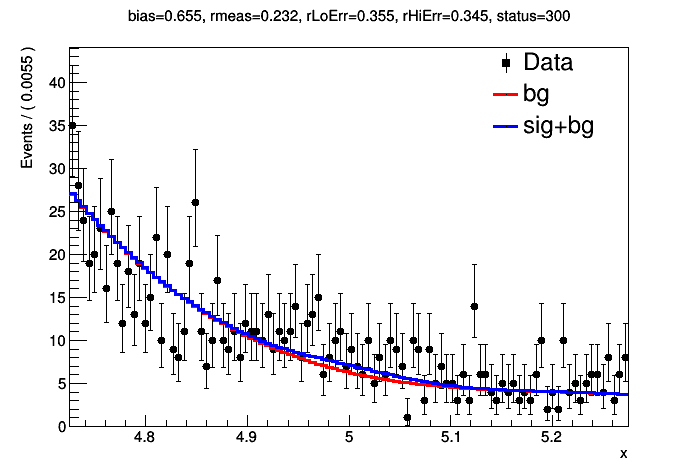 bias=0.655, rmeas=0.232, rLoErr=0.355, rHiErr=0.345, status=300
Events / ( 0.0055 )
40
35
30
25
20
15
10
5
0
Data
bg
sig+bg
4.8 4.9 5 5.1 5.2
x